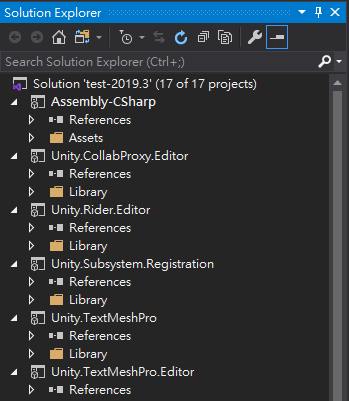 Solution Explorer
Search Solution Explorer (Ctrl+;)
Solution 'test-2019.3' (17 of 17 projects)
Assembly-CSharp
References
Assets
Unity.CollabProxy.Editor
References
Library
Unity.Rider.Editor
References
Library
Unity.Subsystem.Registration
References
Library
Unity.TextMeshPro
References
Library
Unity.TextMeshPro.Editor
References